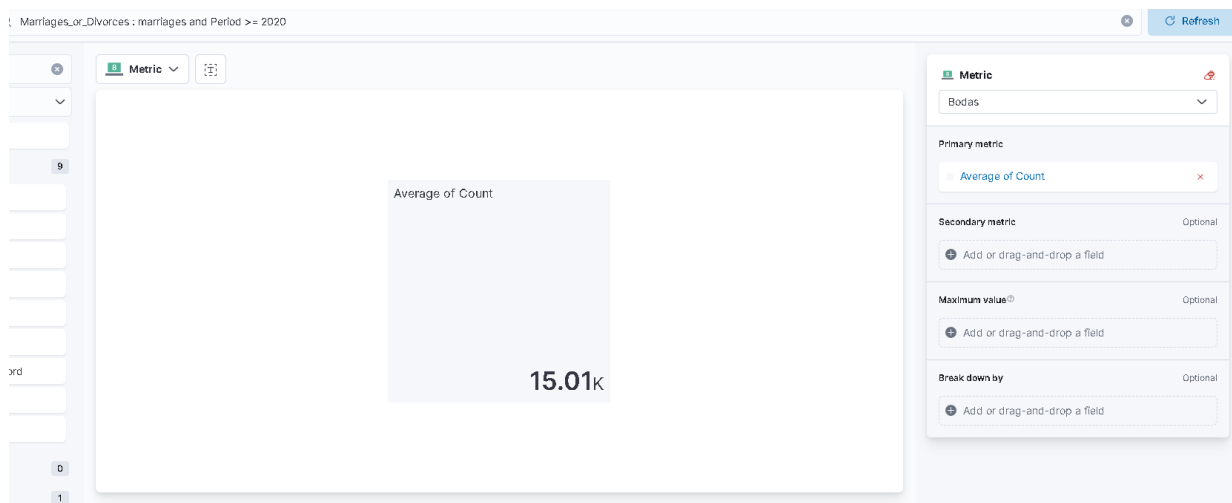 Marriages_or_Divorces : marriages and Period >= 2020
Refresh
8 Metric
9
ord
0
1
Average of Count
15.01K
8 Metric
Bodas
Primary metric
Average of Count
Secondary metric Optional
Add or drag-and-drop a field
Maximum value Optional
Add or drag-and-drop a field
Break down by Optional
Add or drag-and-drop a field